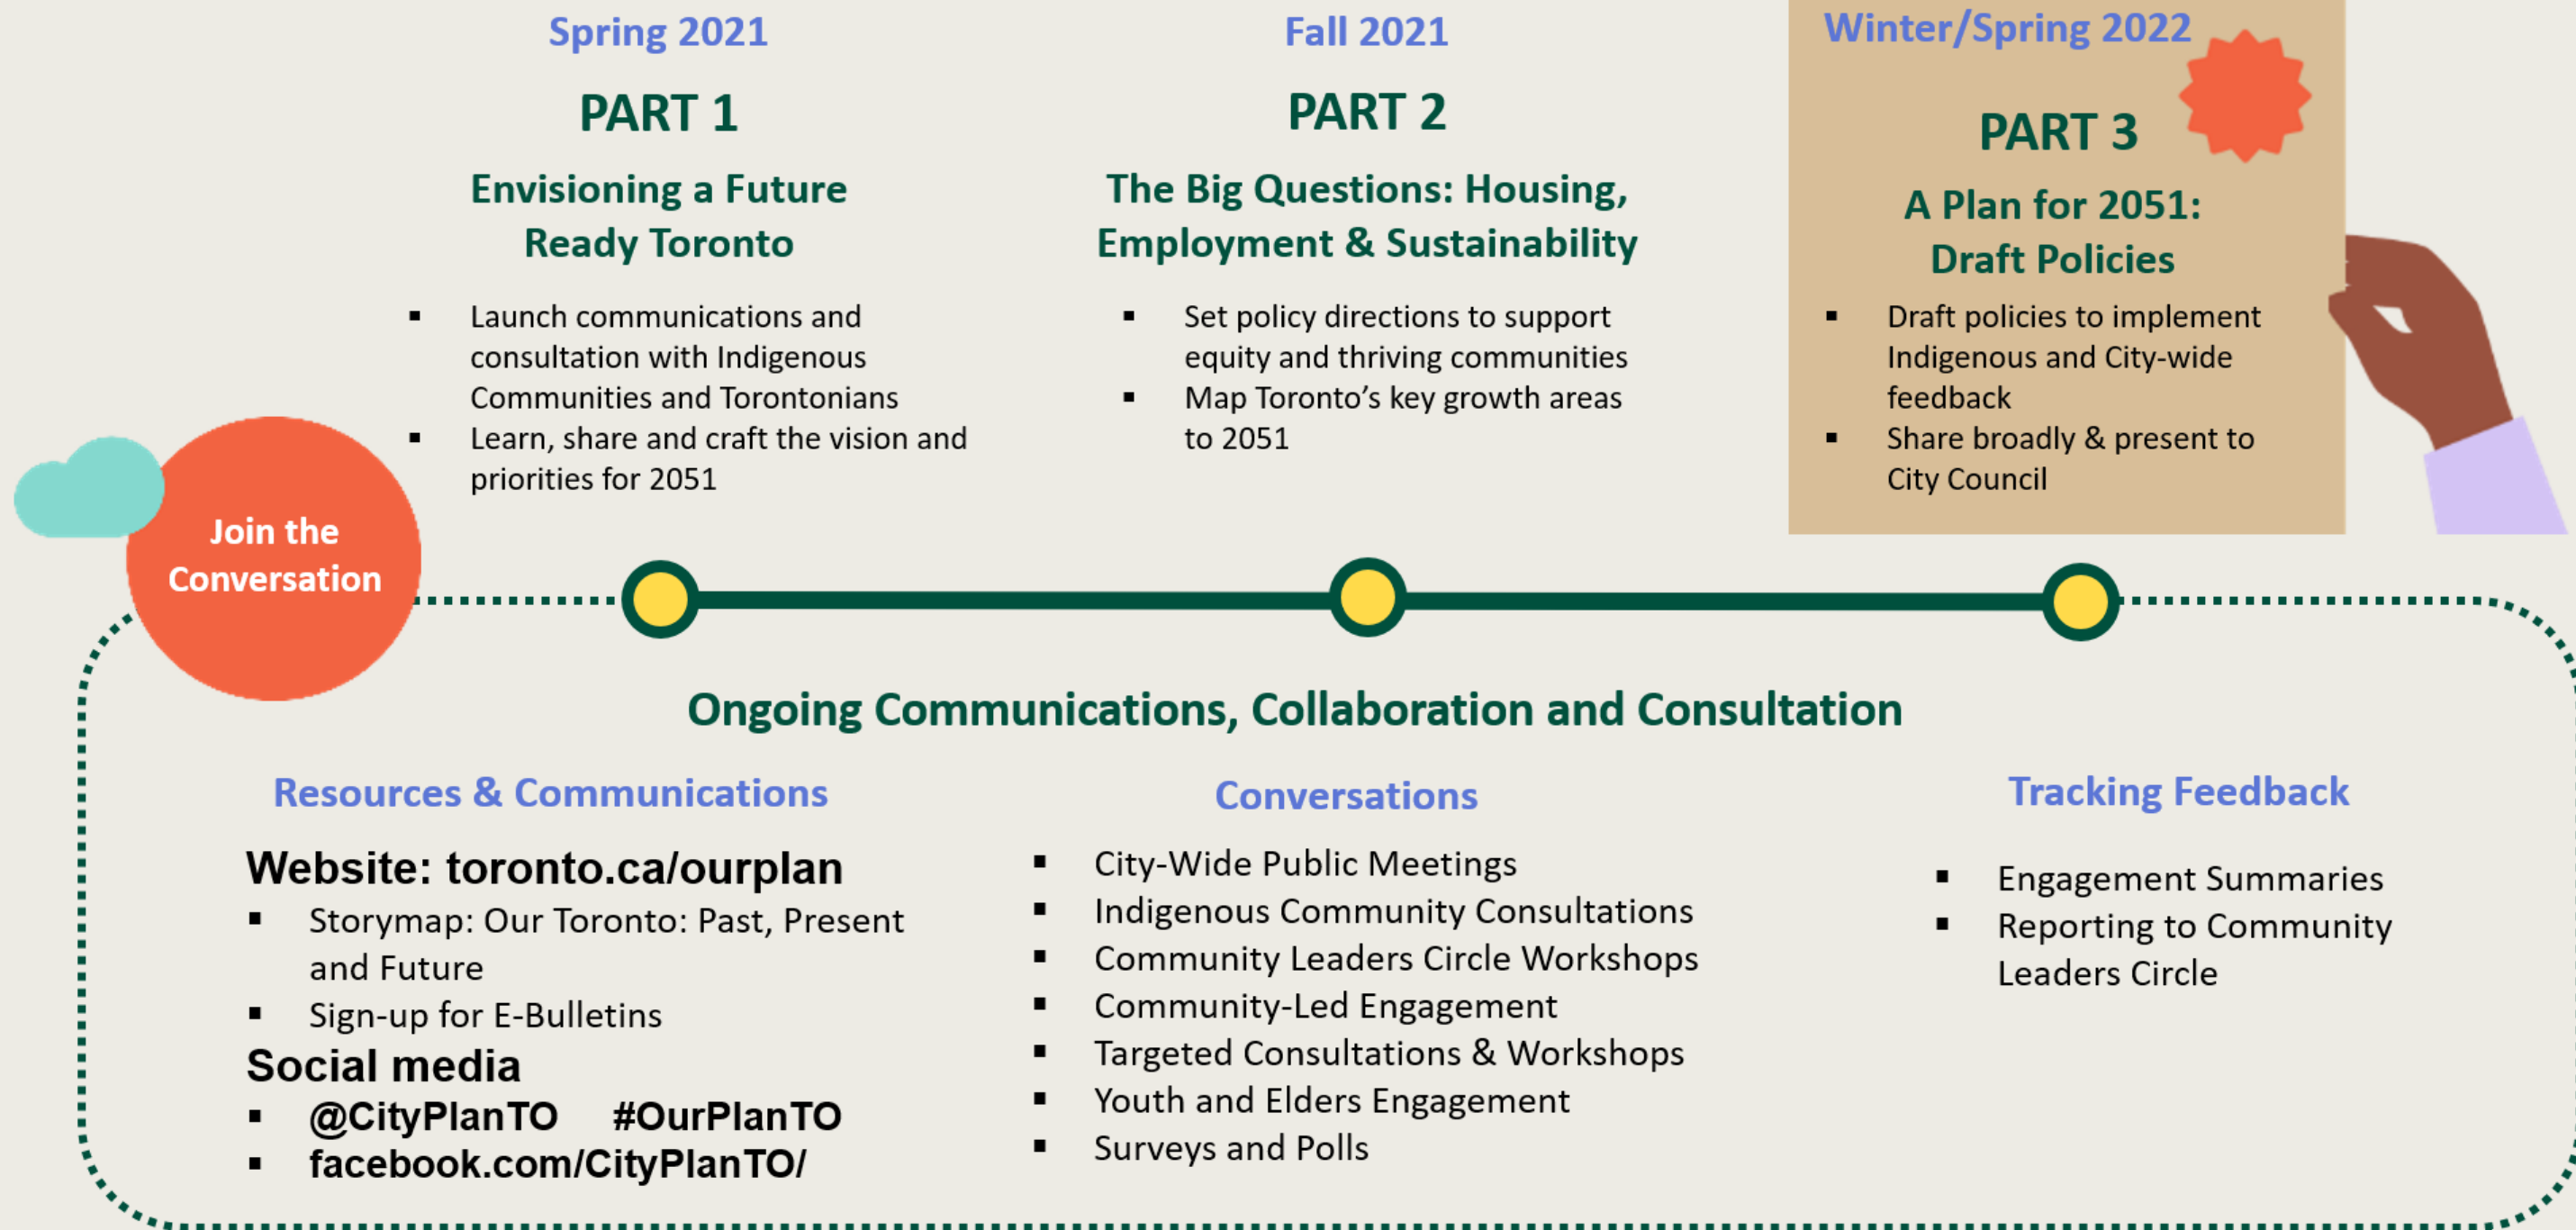 Spring 2021
PART 1
Envisioning a Future
Ready Toronto
▪ Launch communications and
consultation with Indigenous
Communities and Torontonians
▪ Learn, share and craft the vision and
priorities for 2051
Fall 2021
PART 2
The Big Questions: Housing,
Employment & Sustainability
▪ Set policy directions to support
equity and thriving communities
▪ Map Toronto’s key growth areas
to 2051
Winter/Spring 2022
PART 3
A Plan for 2051:
Draft Policies
▪ Draft policies to implement
Indigenous and City-wide
feedback
▪ Share broadly & present to
City Council
Join the
Conversation
Ongoing Communications, Collaboration and Consultation
Resources & Communications
Website: toronto.ca/ourplan
▪ Storymap: Our Toronto: Past, Present
and Future
▪ Sign-up for E-Bulletins
Social media
▪ @CityPlanTO #OurPlanTO
▪ facebook.com/CityPlanTO/
Conversations
▪ City-Wide Public Meetings
▪ Indigenous Community Consultations
▪ Community Leaders Circle Workshops
▪ Community-Led Engagement
▪ Targeted Consultations & Workshops
▪ Youth and Elders Engagement
▪ Surveys and Polls
Tracking Feedback
▪ Engagement Summaries
▪ Reporting to Community
Leaders Circle